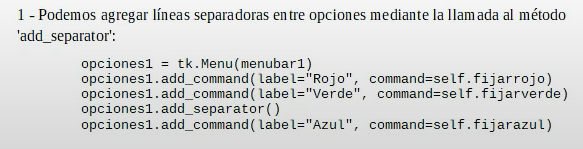 1 - Podemos agregar líneas separadoras entre opciones mediante la llamada al método
'add_separator':
opciones1 = tk.Menu(menubar1)
opciones1.add_command(label="Rojo", command=self.fijarrojo)
opciones1.add_command(label="Verde", command=self.fijarverde)
opciones1.add_separator()
opciones1.add_command(label="Azul", command=self.fijarazul)